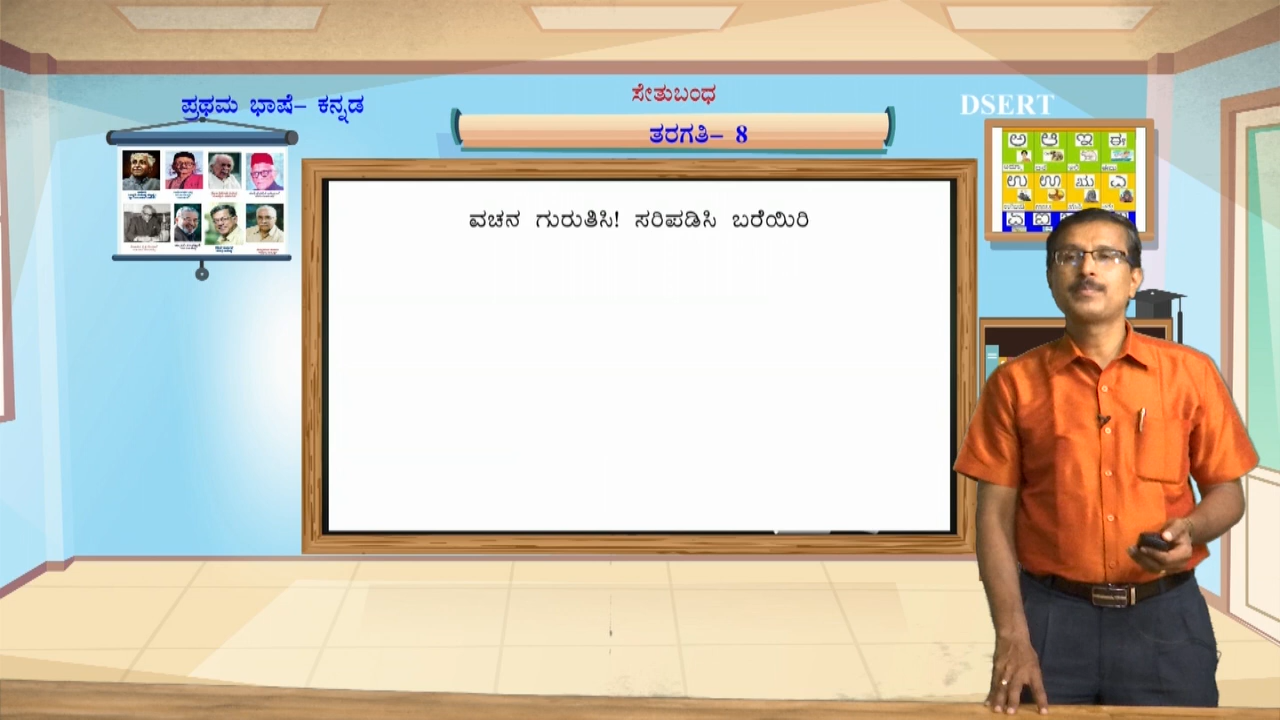 ಪ್ರಥಮ ಭಾಷೆ– ಕನ್ನಡ
ಸೇತುಬಂಧ
DSERT
ತರಗತಿ– 8
ವಚನ ಗುರುತಿಸಿ! ಸರಿಪಡಿಸಿ ಬರೆಯಿರಿ
ಅ ಆ ಇ ಈ
ಉ ಊ ಋ ಎ